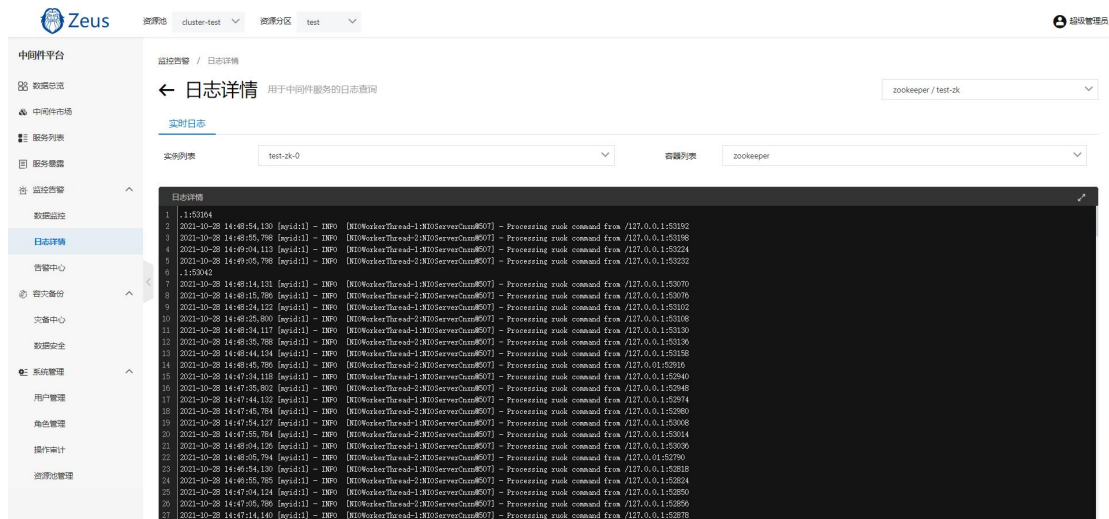 Zeus
资源池 cluster-test 资源分区 test 超级管理员
中间件平台
数据总览
中间件市场
服务列表
服务暴露
监控告警
数据监控
日志详情
告警中心
容灾备份
灾备中心
数据安全
系统管理
用户管理
角色管理
操作审计
资源池管理
监控告警 / 日志详情
← 日志详情 用于中间件服务的日志查询
zookeeper / test-zk
实时日志
实例列表 test-zk-0 容器列表 zookeeper
日志详情
1 .1:53164
2 2021-10-28 14:48:54,130 [myid:1] - INFO [NIOWorkerThread-1:NIOServerCnxn@507] - Processing ruok command from /127.0.0.1:53192
3 2021-10-28 14:48:55,798 [myid:1] - INFO [NIOWorkerThread-2:NIOServerCnxn@507] - Processing ruok command from /127.0.0.1:53198
4 2021-10-28 14:49:04,113 [myid:1] - INFO [NIOWorkerThread-1:NIOServerCnxn@507] - Processing ruok command from /127.0.0.1:53224
5 2021-10-28 14:49:05,798 [myid:1] - INFO [NIOWorkerThread-2:NIOServerCnxn@507] - Processing ruok command from /127.0.0.1:53232
6 .1:53042
7 2021-10-28 14:48:14,131 [myid:1] - INFO [NIOWorkerThread-1:NIOServerCnxn@507] - Processing ruok command from /127.0.0.1:53070
8 2021-10-28 14:48:15,786 [myid:1] - INFO [NIOWorkerThread-2:NIOServerCnxn@507] - Processing ruok command from /127.0.0.1:53076
9 2021-10-28 14:48:24,122 [myid:1] - INFO [NIOWorkerThread-1:NIOServerCnxn@507] - Processing ruok command from /127.0.0.1:53102
10 2021-10-28 14:48:25,800 [myid:1] - INFO [NIOWorkerThread-2:NIOServerCnxn@507] - Processing ruok command from /127.0.0.1:53108
11 2021-10-28 14:48:34,117 [myid:1] - INFO [NIOWorkerThread-1:NIOServerCnxn@507] - Processing ruok command from /127.0.0.1:53130
12 2021-10-28 14:48:35,788 [myid:1] - INFO [NIOWorkerThread-2:NIOServerCnxn@507] - Processing ruok command from /127.0.0.1:53136
13 2021-10-28 14:48:44,134 [myid:1] - INFO [NIOWorkerThread-1:NIOServerCnxn@507] - Processing ruok command from /127.0.0.1:53158
14 2021-10-28 14:48:45,786 [myid:1] - INFO [NIOWorkerThread-2:NIOServerCnxn@507] - Processing ruok command from /127.0.01:52916
15 2021-10-28 14:47:34,118 [myid:1] - INFO [NIOWorkerThread-1:NIOServerCnxn@507] - Processing ruok command from /127.0.0.1:52940
16 2021-10-28 14:47:35,802 [myid:1] - INFO [NIOWorkerThread-2:NIOServerCnxn@507] - Processing ruok command from /127.0.0.1:52948
17 2021-10-28 14:47:44,132 [myid:1] - INFO [NIOWorkerThread-1:NIOServerCnxn@507] - Processing ruok command from /127.0.0.1:52974
18 2021-10-28 14:47:45,784 [myid:1] - INFO [NIOWorkerThread-2:NIOServerCnxn@507] - Processing ruok command from /127.0.0.1:52980
19 2021-10-28 14:47:54,127 [myid:1] - INFO [NIOWorkerThread-1:NIOServerCnxn@507] - Processing ruok command from /127.0.0.1:53008
20 2021-10-28 14:47:55,784 [myid:1] - INFO [NIOWorkerThread-2:NIOServerCnxn@507] - Processing ruok command from /127.0.0.1:53014
21 2021-10-28 14:48:04,126 [myid:1] - INFO [NIOWorkerThread-1:NIOServerCnxn@507] - Processing ruok command from /127.0.0.1:53036
22 2021-10-28 14:48:05,794 [myid:1] - INFO [NIOWorkerThread-2:NIOServerCnxn@507] - Processing ruok command from /127.0.01:52790
23 2021-10-28 14:46:54,130 [myid:1] - INFO [NIOWorkerThread-1:NIOServerCnxn@507] - Processing ruok command from /127.0.0.1:52818
24 2021-10-28 14:46:55,785 [myid:1] - INFO [NIOWorkerThread-2:NIOServerCnxn@507] - Processing ruok command from /127.0.0.1:52824
25 2021-10-28 14:47:04,124 [myid:1] - INFO [NIOWorkerThread-1:NIOServerCnxn@507] - Processing ruok command from /127.0.0.1:52850
26 2021-10-28 14:47:05,786 [myid:1] - INFO [NIOWorkerThread-2:NIOServerCnxn@507] - Processing ruok command from /127.0.0.1:52856
27 2021-10-28 14:47:14,140 [myid:1] - INFO [NIOWorkerThread-1:NIOServerCnxn@507] - Processing ruok command from /127.0.0.1:52878